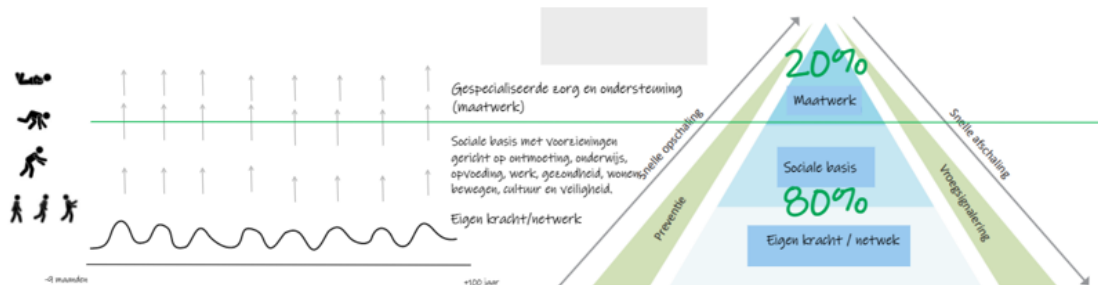 Gespecialiseerde zorg en ondersteuning
(maatwerk)
Sociale basis met voorzieningen
gericht op ontmoeting, onderwijs,
opvoeding, werk, gezondheid, wonen,
bewegen, cultuur en veiligheid.
Eigen kracht/netwerk
-9 maanden
+100 jaar
20%
Maatwerk
Sociale basis
80%
Eigen kracht / netwek
Snelle opschaling
Preventie
Snelle afschaling
Vroegsignalering